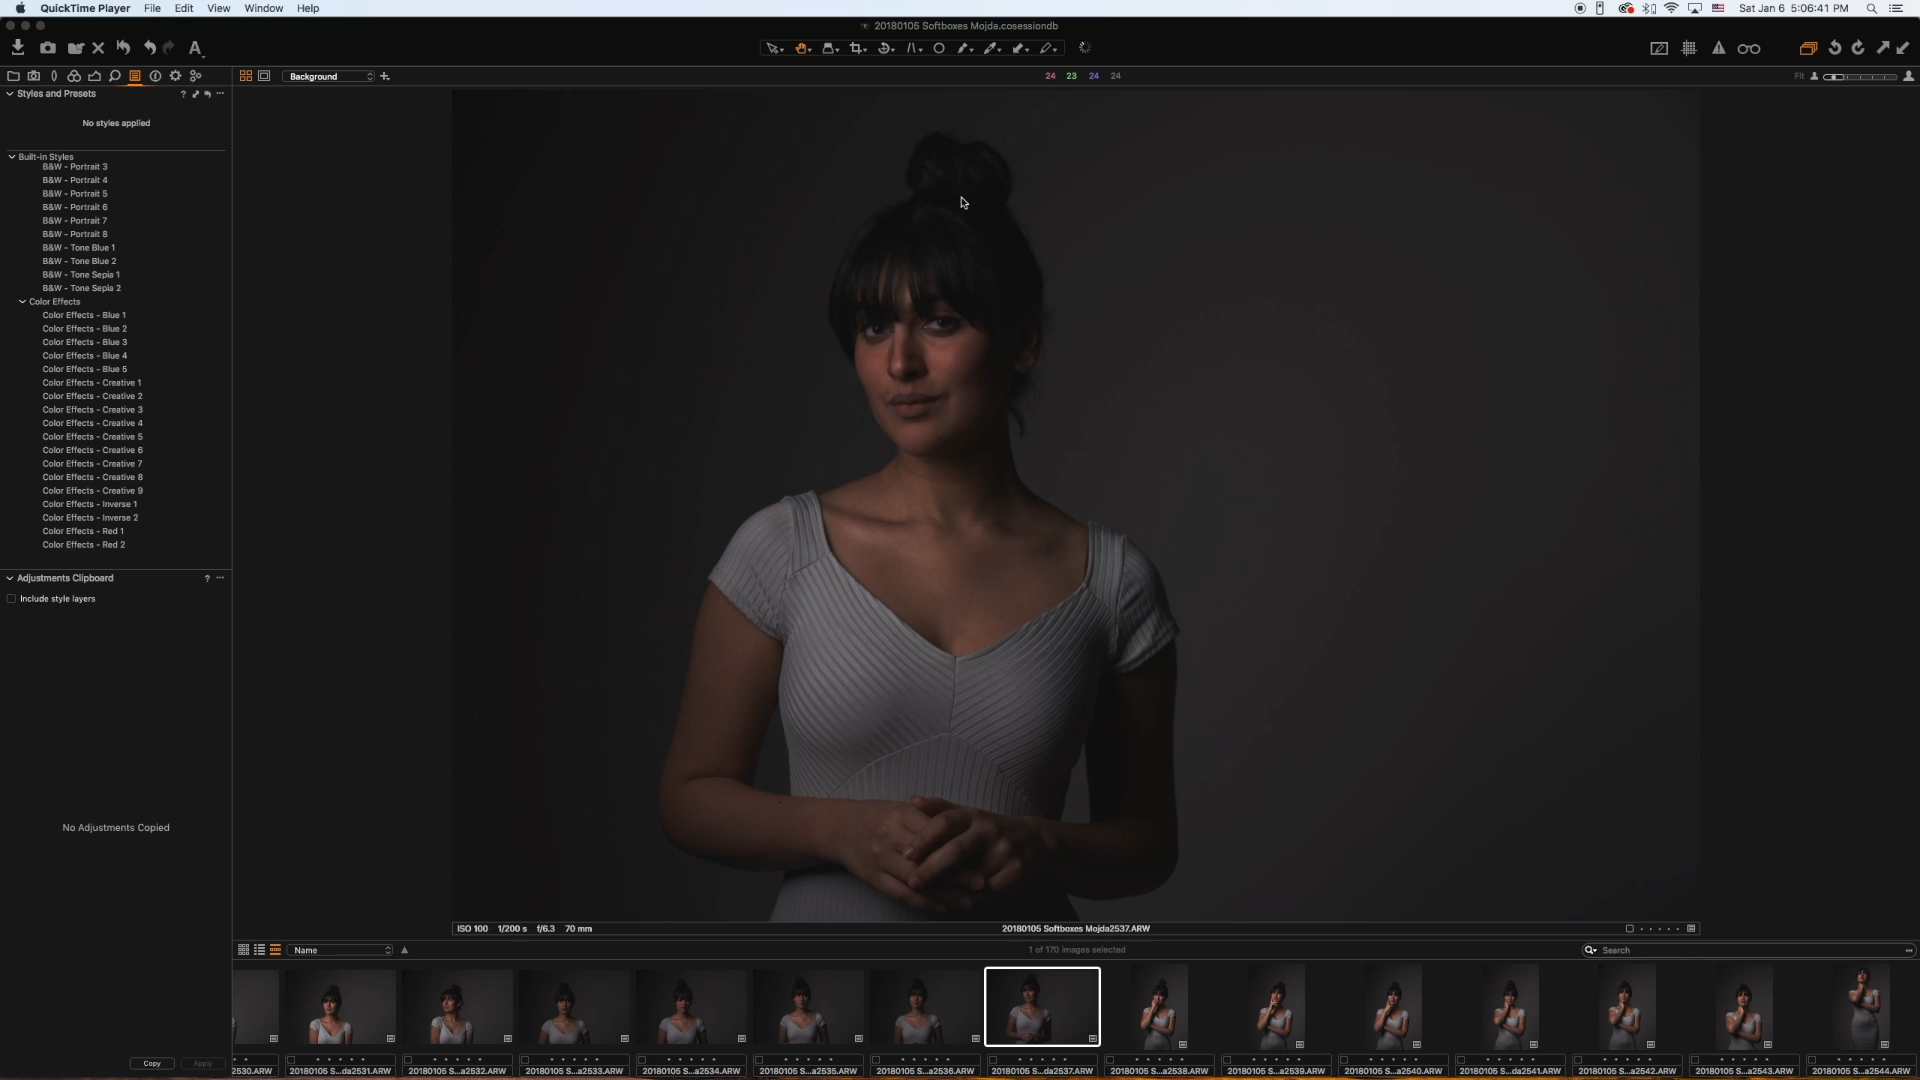 QuickTime Player File Edit View Window Help Sat Jan 6 5:06:41 PM
20180105 Softboxes Mojda.cosessiondb
A
Background 24 23 24 24 Fit
Styles and Presets ?
No styles applied
Built-in Styles
B&W - Portrait 3
B&W - Portrait 4
B&W - Portrait 5
B&W - Portrait 6
B&W - Portrait 7
B&W - Portrait 8
B&W - Tone Blue 1
B&W - Tone Blue 2
B&W - Tone Sepia 1
B&W - Tone Sepia 2
Color Effects
Color Effects - Blue 1
Color Effects - Blue 2
Color Effects - Blue 3
Color Effects - Blue 4
Color Effects - Blue 5
Color Effects - Creative 1
Color Effects - Creative 2
Color Effects - Creative 3
Color Effects - Creative 4
Color Effects - Creative 5
Color Effects - Creative 6
Color Effects - Creative 7
Color Effects - Creative 8
Color Effects - Creative 9
Color Effects - Inverse 1
Color Effects - Inverse 2
Color Effects - Red 1
Color Effects - Red 2
Adjustments Clipboard ?
Include style layers
No Adjustments Copied
Copy Apply
ISO 100 1/200 s f/6.3 70 mm 20180105 Softboxes Mojda2537.ARW
Name 1 of 170 images selected Search
2530.ARW 20180105 S...da2531.ARW 20180105 S...a2532.ARW 20180105 S...a2533.ARW 20180105 S...a2534.ARW 20180105 S...a2535.ARW 20180105 S...a2536.ARW 20180105 S...da2537.ARW 20180105 S...a2538.ARW 20180105 S...a2539.ARW 20180105 S...a2540.ARW 20180105 S...da2541.ARW 20180105 S...a2542.ARW 20180105 S...a2543.ARW 20180105 S...a2544.ARW